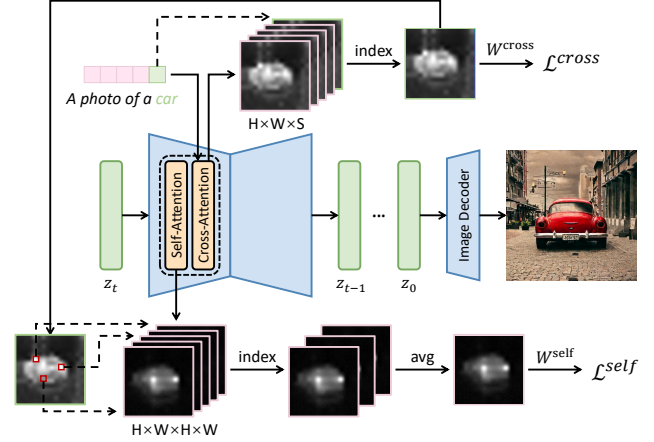 index
W^cross
ℒ^cross
A photo of a car
H×W×S
Self-Attention
Cross-Attention
Image Decoder
z_t
z_{t−1}
...
z_0
index
avg
W^self
ℒ^self
H×W×H×W